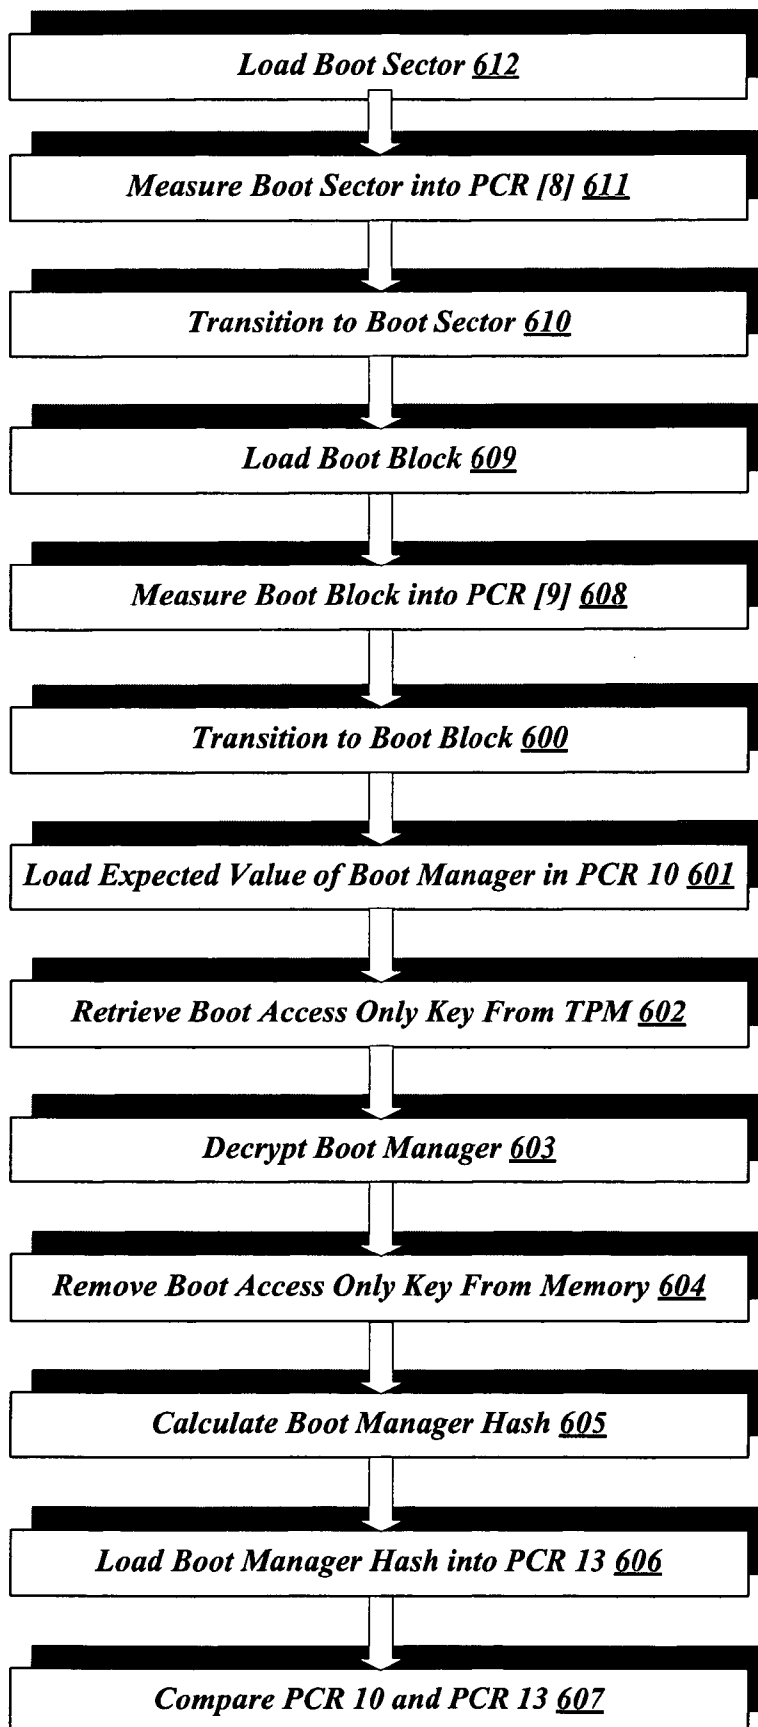 Load Boot Sector 612
Measure Boot Sector into PCR [8] 611
Transition to Boot Sector 610
Load Boot Block 609
Measure Boot Block into PCR [9] 608
Transition to Boot Block 600
Load Expected Value of Boot Manager in PCR 10 601
Retrieve Boot Access Only Key From TPM 602
Decrypt Boot Manager 603
Remove Boot Access Only Key From Memory 604
Calculate Boot Manager Hash 605
Load Boot Manager Hash into PCR 13 606
Compare PCR 10 and PCR 13 607